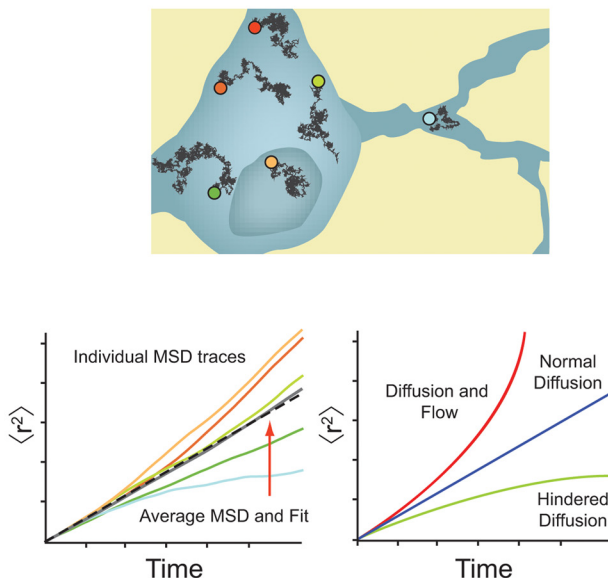 Individual MSD traces
Average MSD and Fit
⟨r²⟩
Time
Diffusion and
Flow
Normal
Diffusion
Hindered
Diffusion
⟨r²⟩
Time